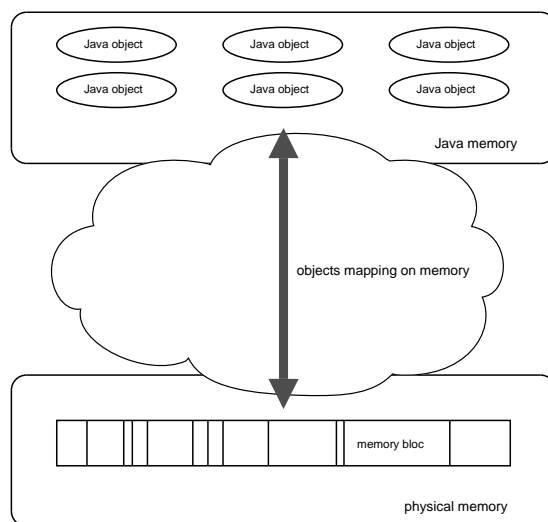 Java object Java object Java object
Java object Java object Java object
Java memory
objects mapping on memory
memory bloc
physical memory